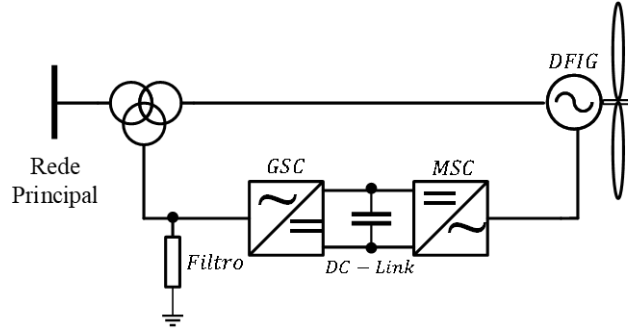 DFIG
Rede
Principal
GSC
MSC
Filtro
DC − Link